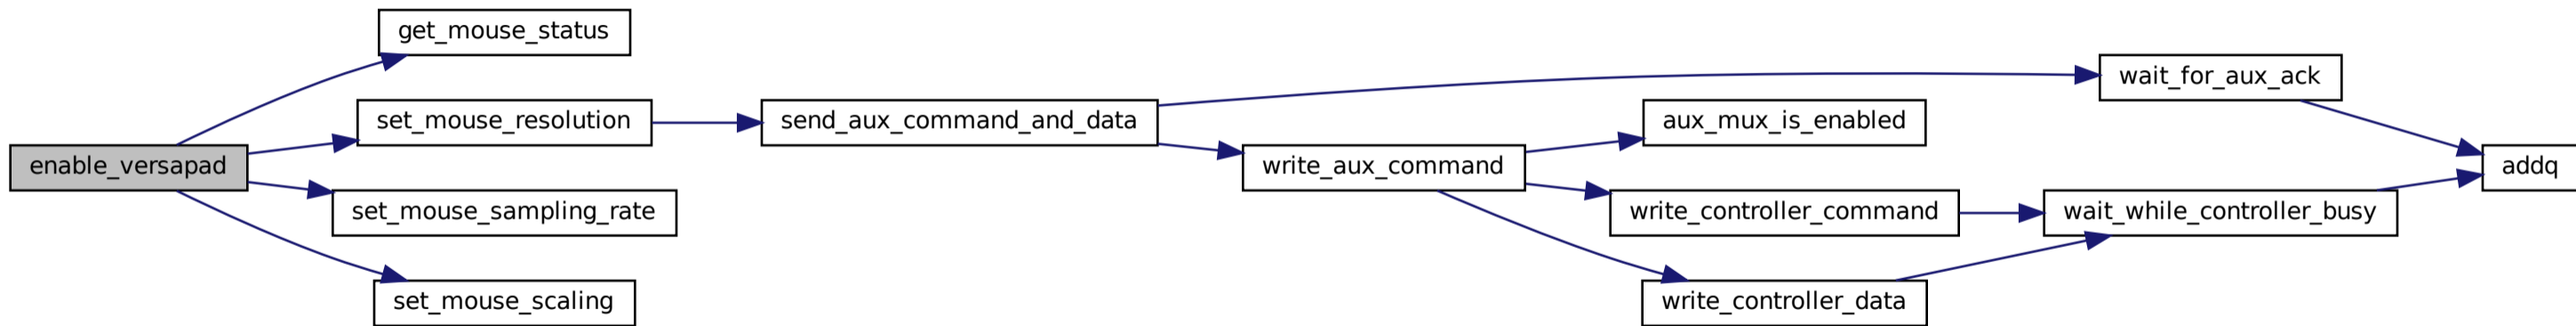 enable_versapad
get_mouse_status
set_mouse_resolution
set_mouse_sampling_rate
set_mouse_scaling
send_aux_command_and_data
write_aux_command
aux_mux_is_enabled
write_controller_command
write_controller_data
wait_for_aux_ack
wait_while_controller_busy
addq